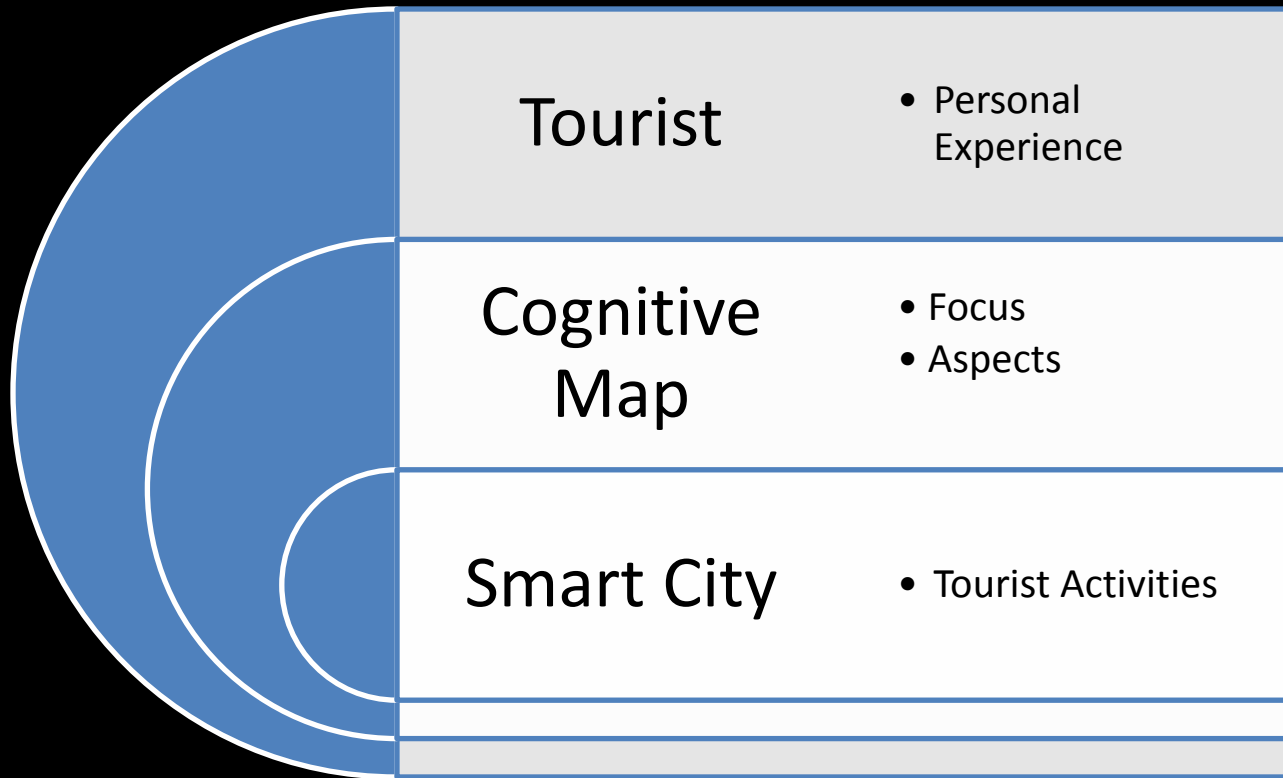 Tourist
• Personal
Experience
Cognitive
Map
• Focus
• Aspects
Smart City
• Tourist Activities